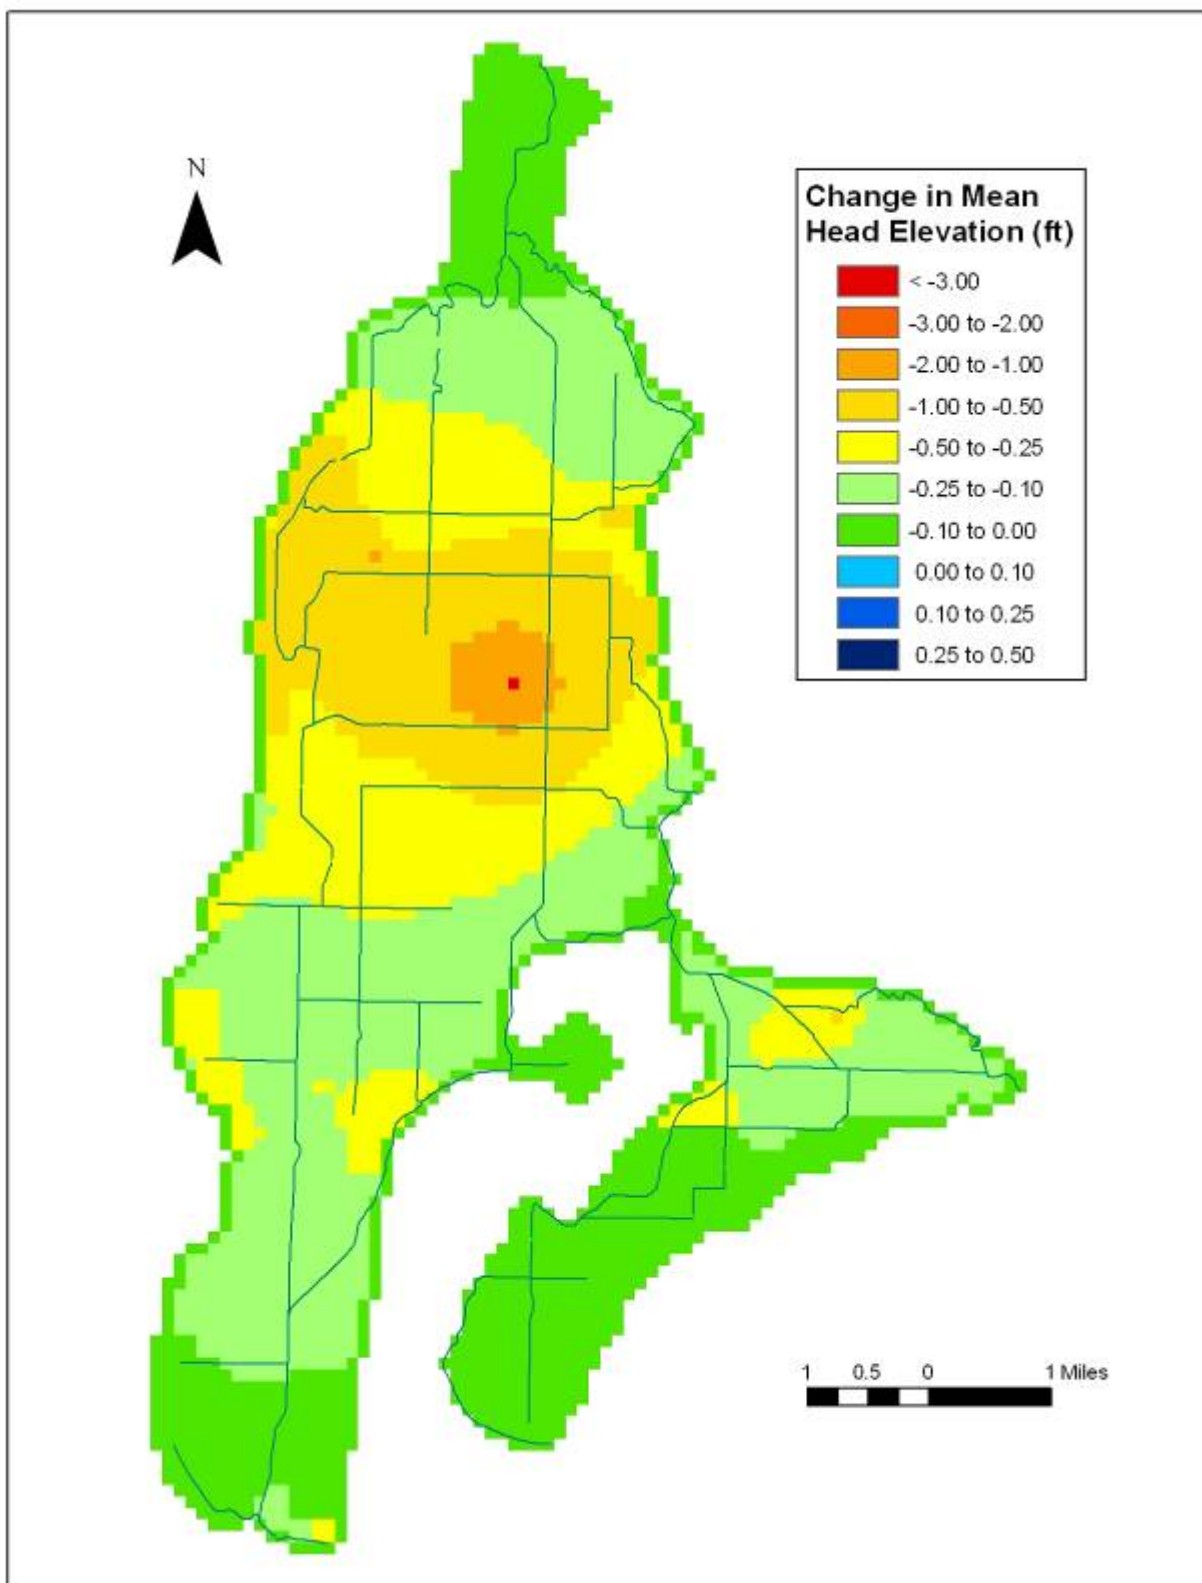 N
Change in Mean
Head Elevation (ft)
< -3.00
-3.00 to -2.00
-2.00 to -1.00
-1.00 to -0.50
-0.50 to -0.25
-0.25 to -0.10
-0.10 to 0.00
0.00 to 0.10
0.10 to 0.25
0.25 to 0.50
1 0.5 0 1 Miles